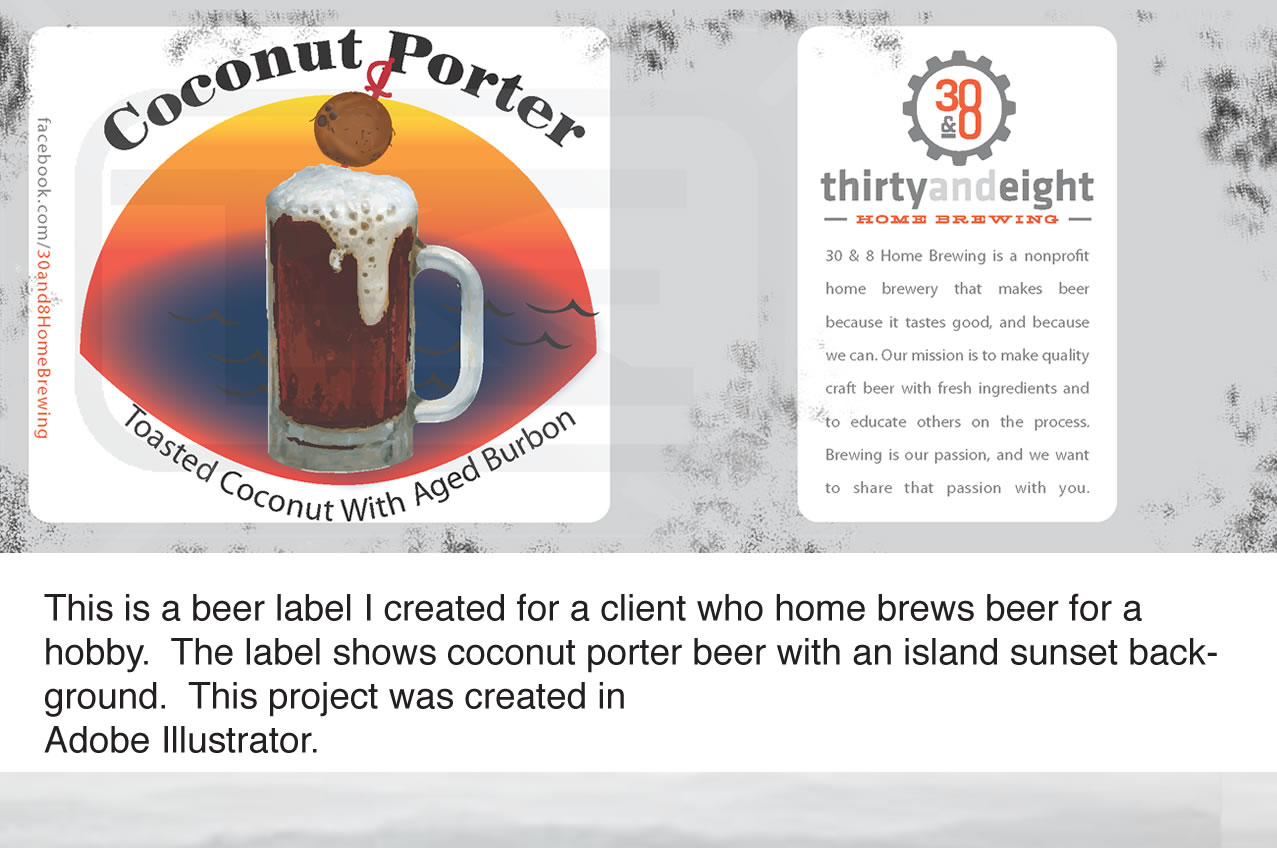 Coconut Porter
facebook.com/30and8HomeBrewing
Toasted Coconut With Aged Burbon
30
&8
thirtyandeight
HOME BREWING
30 & 8 Home Brewing is a nonprofit
home brewery that makes beer
because it tastes good, and because
we can. Our mission is to make quality
craft beer with fresh ingredients and
to educate others on the process.
Brewing is our passion, and we want
to share that passion with you.
This is a beer label I created for a client who home brews beer for a
hobby.  The label shows coconut porter beer with an island sunset back-
ground.  This project was created in
Adobe Illustrator.